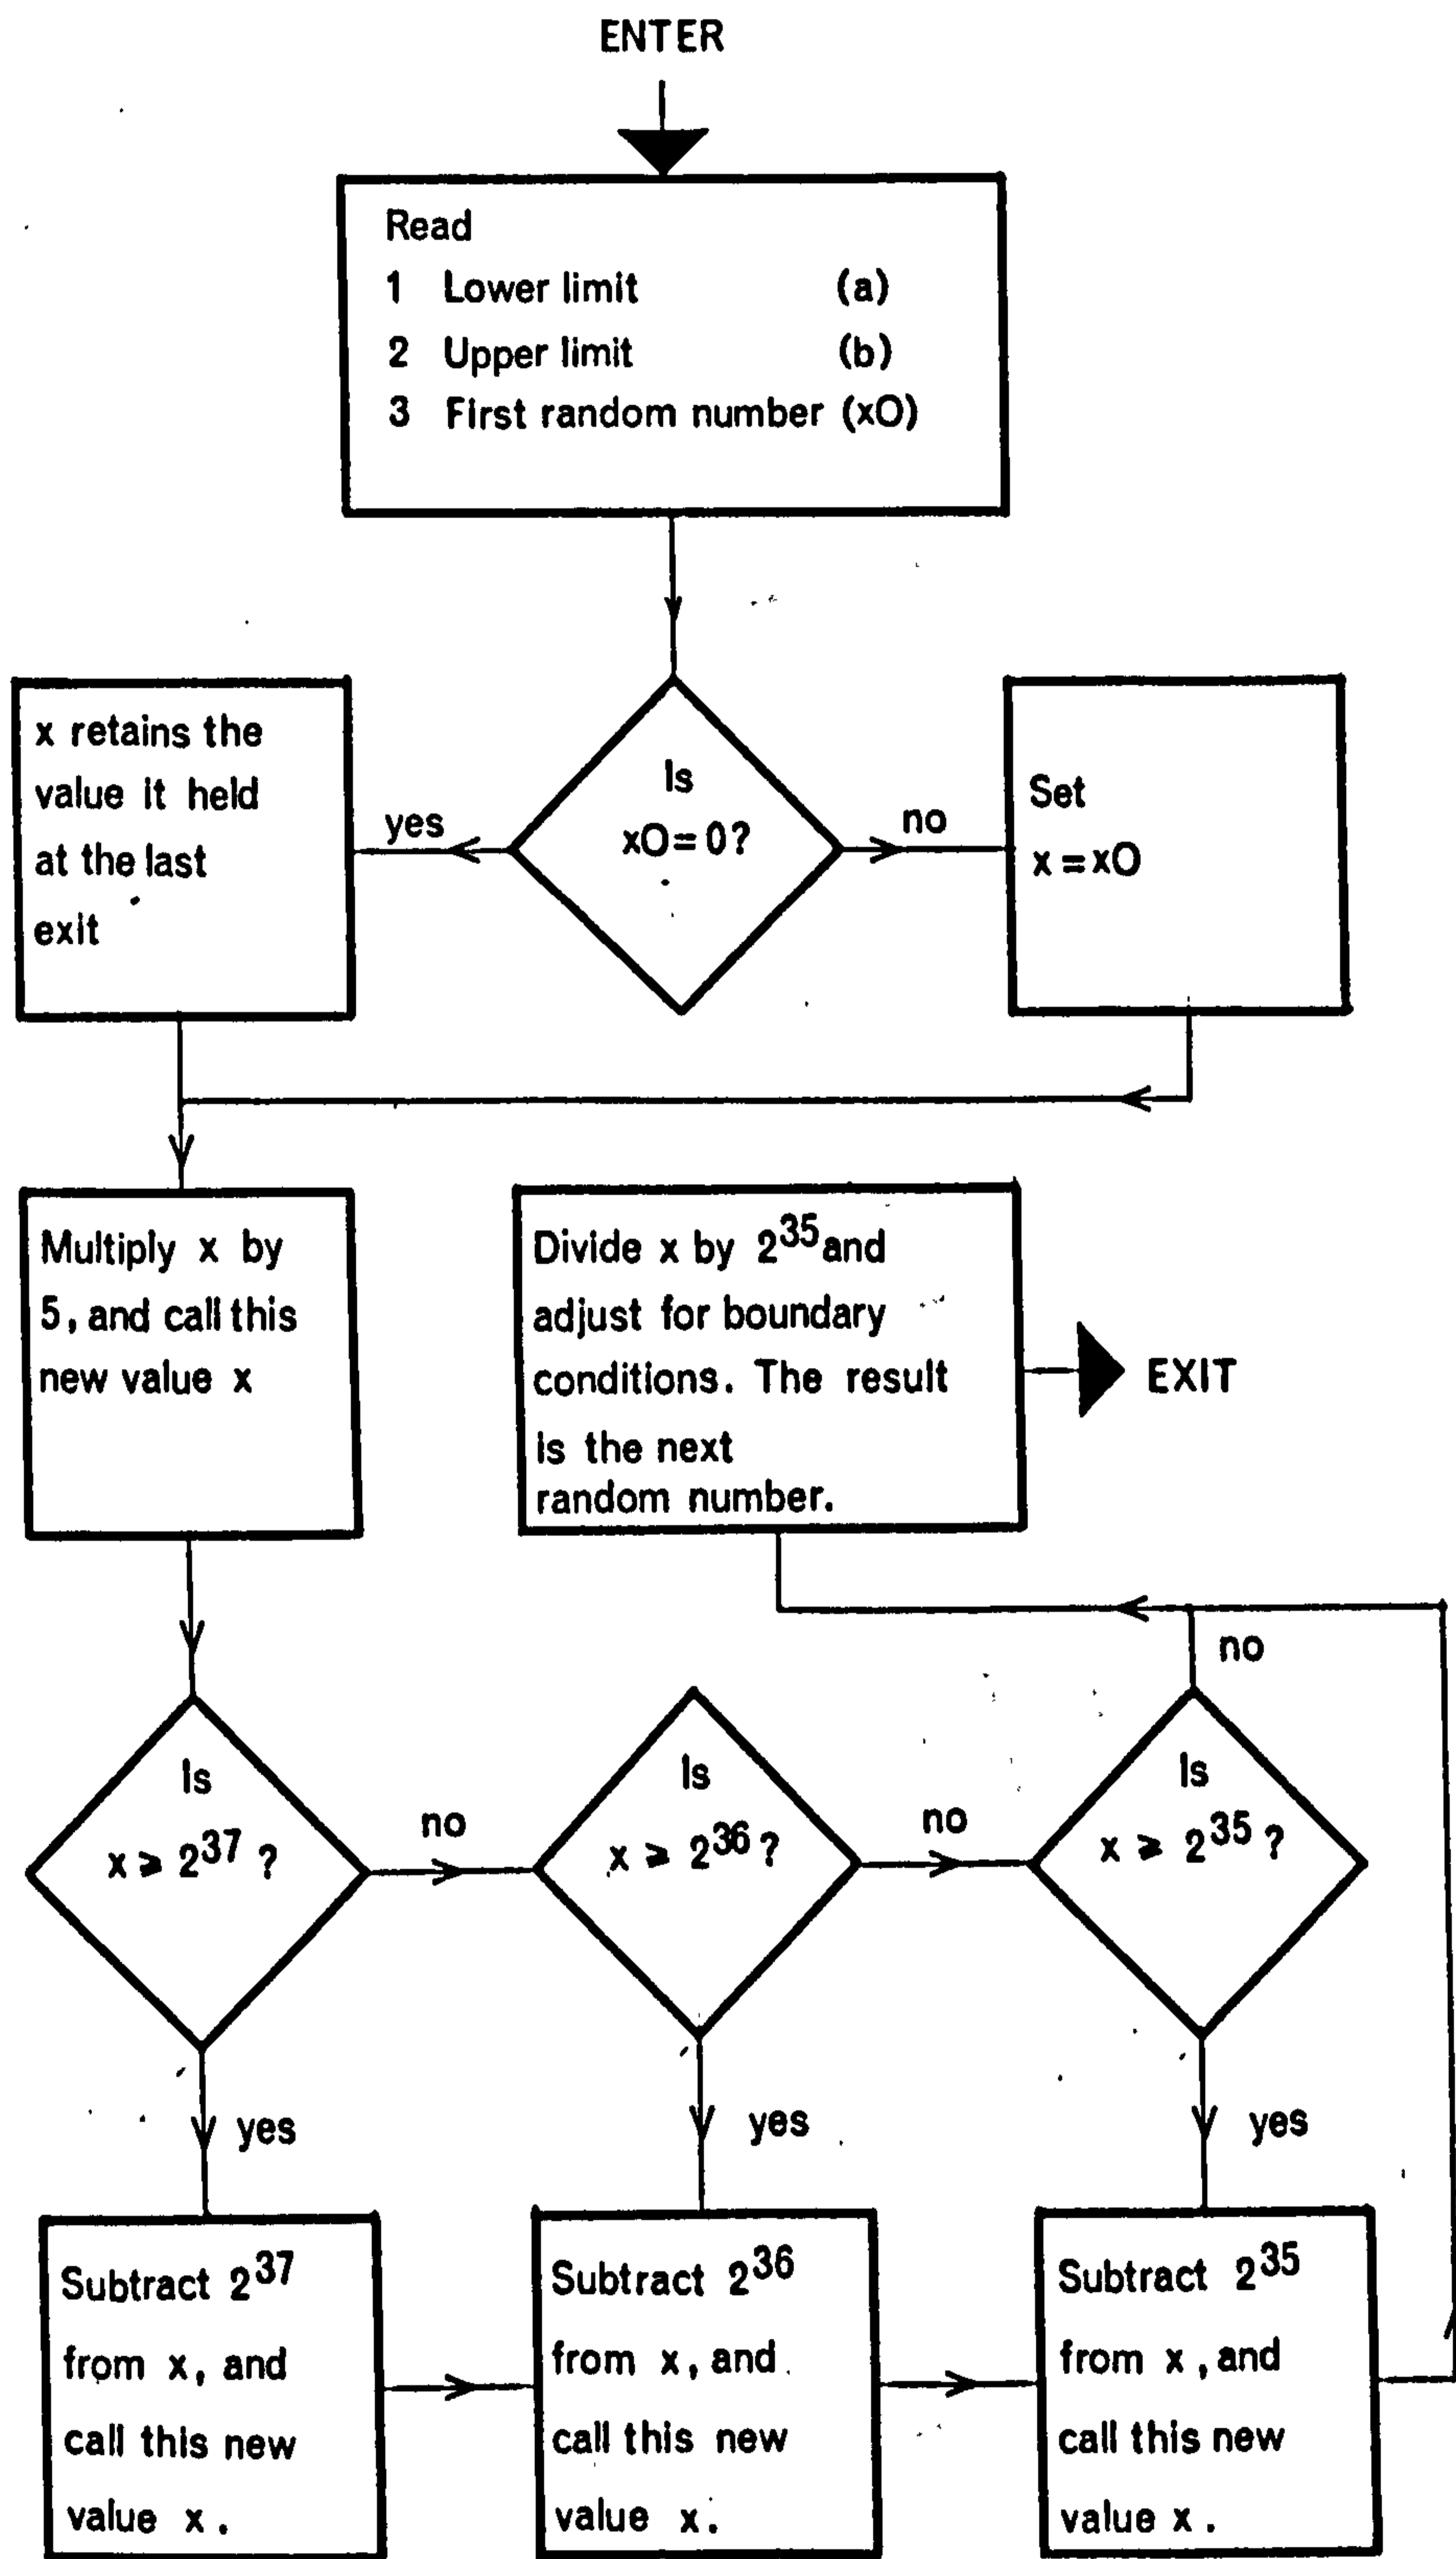 ENTER
Read
1 Lower limit (a)
2 Upper limit (b)
3 First random number (xO)
x retains the
value it held
at the last
exit
yes
Is
xO=0?
no
Set
x=xO
Multiply x by
5, and call this
new value x
Divide x by 2^35 and
adjust for boundary
conditions. The result
is the next
random number.
EXIT
no
Is
x ⩾ 2^37 ?
no
Is
x ⩾ 2^36 ?
no
Is
x ⩾ 2^35 ?
yes
yes
yes
Subtract 2^37
from x, and
call this new
value x.
Subtract 2^36
from x, and
call this new
value x.
Subtract 2^35
from x, and
call this new
value x.